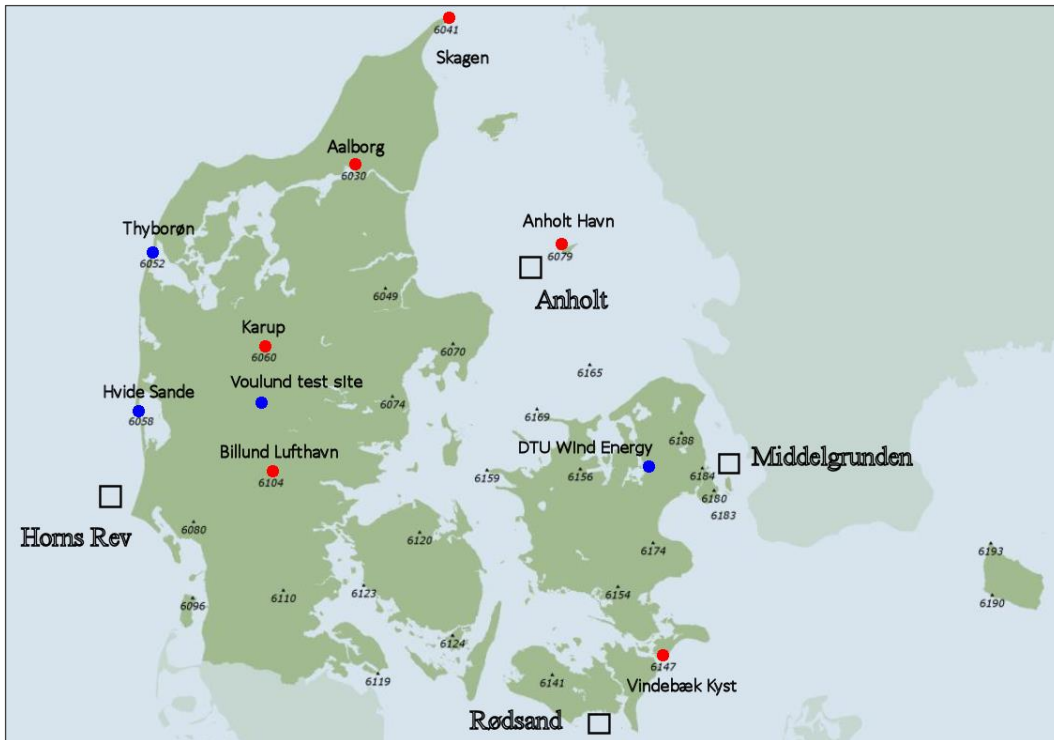 6041
Skagen
Aalborg
6030
Thyborøn
6052
Anholt Havn
6079
Anholt
6049
Karup
6060
6070
6165
Voulund test site
Hvide Sande
6058
6074
6169
DTU Wind Energy
6188
Billund Lufthavn
6104
6159
6156
6184
Middelgrunden
6180
6183
Horns Rev
6080
6120
6174
6193
6110
6123
6154
6096
6190
6124
6119
6141
6147
Vindebæk Kyst
Rødsand